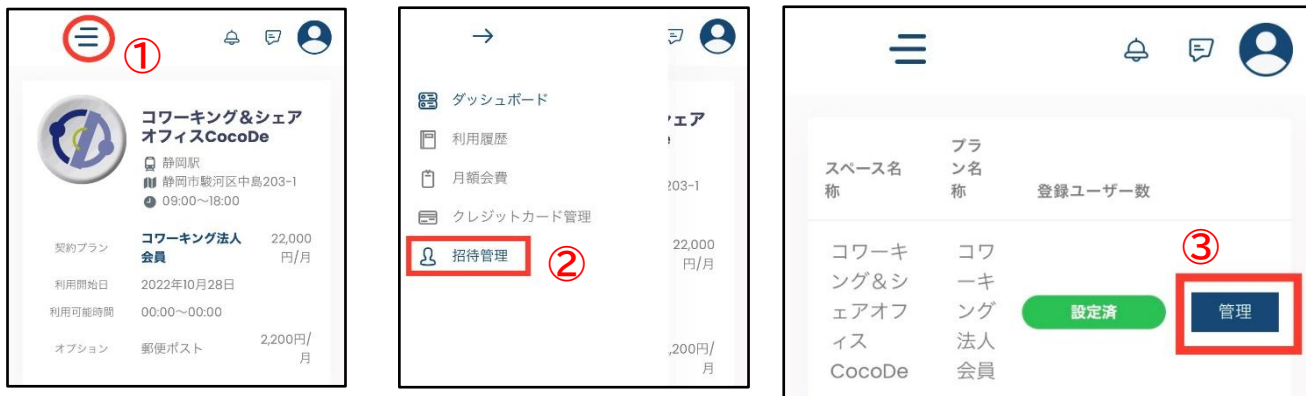 ①
コワーキング＆シェア
オフィスCocoDe
静岡駅
静岡市駿河区中島203-1
09:00〜18:00
契約プラン
コワーキング法人
会員
22,000
円/月
利用開始日
2022年10月28日
利用可能時間
00:00〜00:00
オプション
郵便ポスト
2,200円/
月
→
ダッシュボード
利用履歴
月額会費
クレジットカード管理
招待管理
②
ェア
203-1
22,000
円/月
,200円/
月
スペース名
称
プラ
ン名
称
登録ユーザー数
コワーキ
ング＆シ
ェアオフ
ィス
CocoDe
コワ
ーキ
ング
法人
会員
設定済
③
管理